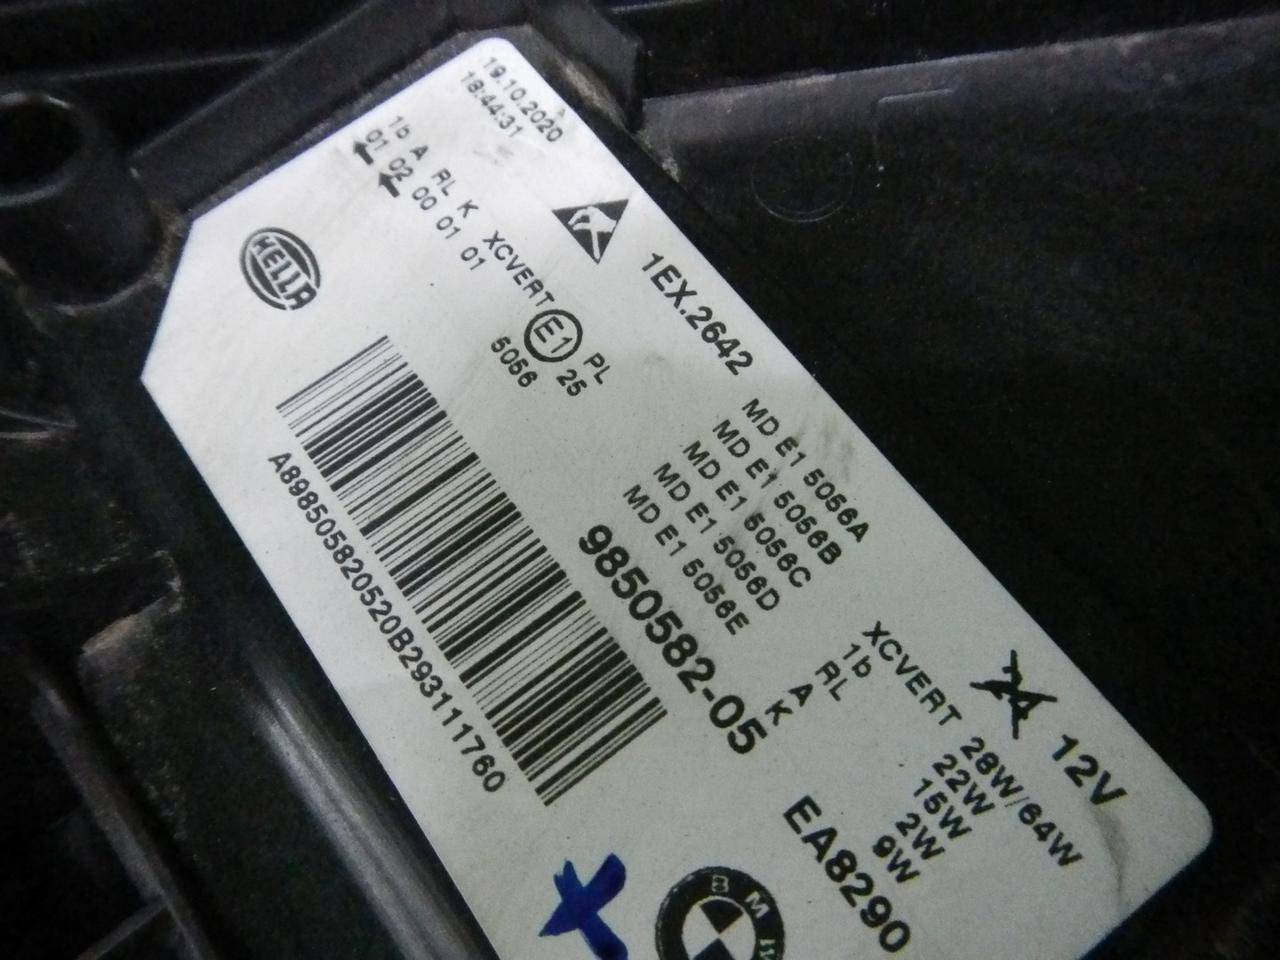 19.10.2020
18:44:31
1b A RL K XCVERT PL
01 02 00 01 01
E1 25
5056
HELLA
1EX.2642
MD E1 5056A
MD E1 5056B
MD E1 5056C
MD E1 5056D
MD E1 5056E
A89850582052​0B29311760
9850582-05
24 12V
XCVERT 28W/64W
1b 22W
RL 15W
A 2W
K 9W
EA8290
BMW